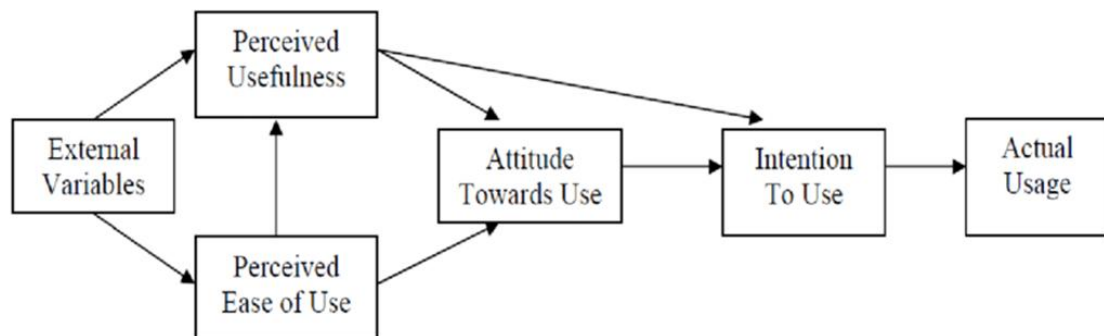 Perceived
Usefulness
External
Variables
Perceived
Ease of Use
Attitude
Towards Use
Intention
To Use
Actual
Usage